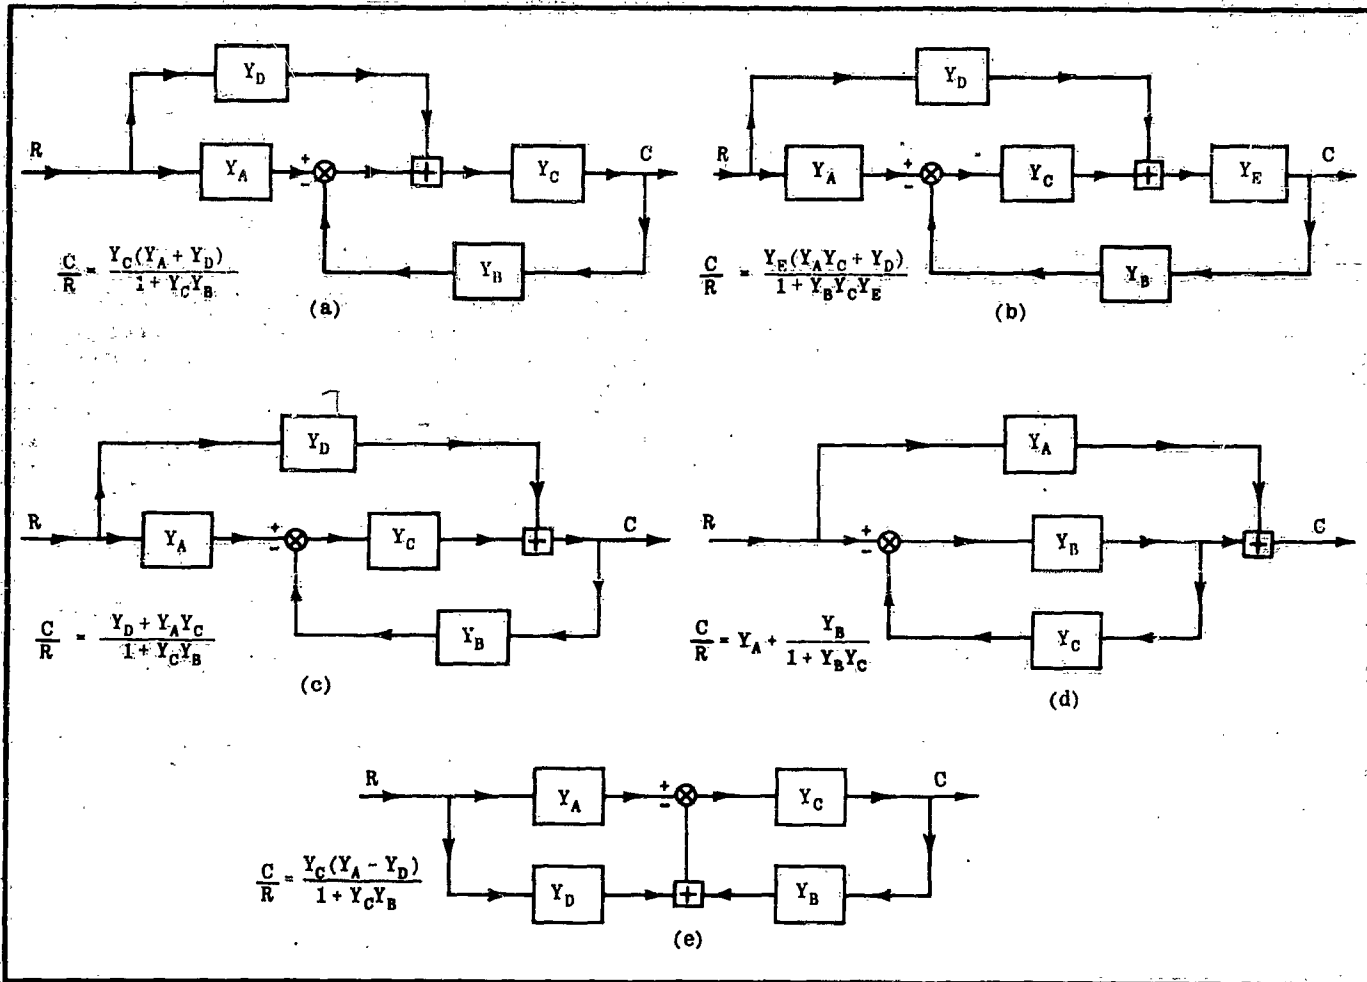 Y_D
R
Y_A
+
-
+
Y_C
C
Y_B
C/R = Y_C(Y_A + Y_D) / i + Y_C Y_B
(a)
Y_D
R
Y_A
+
-
Y_C
+
Y_E
C
Y_B
C/R = Y_E(Y_A Y_C + Y_D) / 1 + Y_B Y_C Y_E
(b)
Y_D
R
Y_A
+
-
Y_C
+
C
Y_B
C/R = Y_D + Y_A Y_C / 1 + Y_C Y_B
(c)
Y_A
R
+
-
Y_B
+
C
Y_C
C/R = Y_A + Y_B / 1 + Y_B Y_C
(d)
R
Y_A
+
-
Y_C
C
Y_D
+
Y_B
C/R = Y_C(Y_A - Y_D) / 1 + Y_C Y_B
(e)